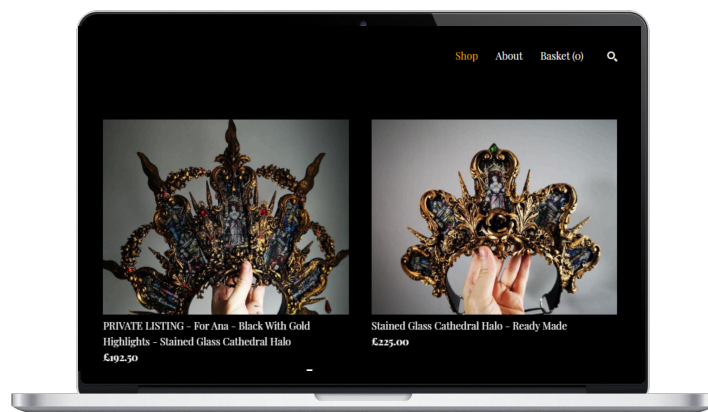 Shop About Basket (0)
PRIVATE LISTING - For Ana - Black With Gold
Highlights - Stained Glass Cathedral Halo
£192.50
Stained Glass Cathedral Halo - Ready Made
£225.00